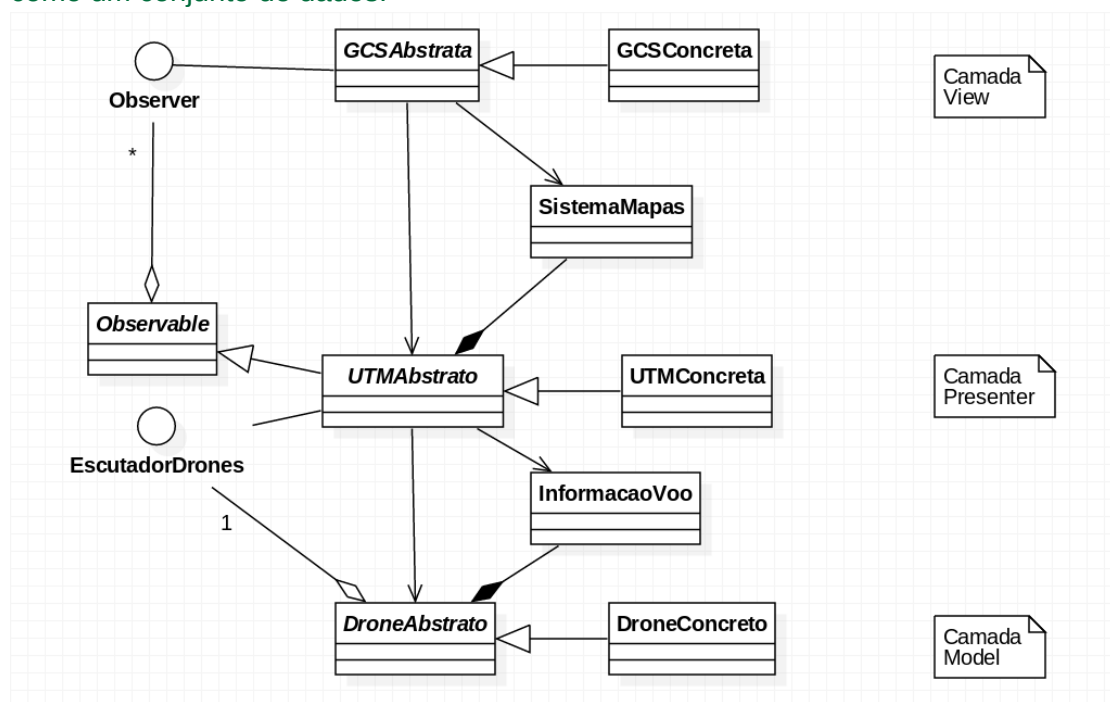 como um conjunto de dados.
GCSAbstrata
GCSConcreta
Camada
View
Observer
*
SistemaMapas
Observable
UTMAbstrato
UTMConcreta
Camada
Presenter
EscutadorDrones
InformacaoVoo
1
DroneAbstrato
DroneConcreto
Camada
Model